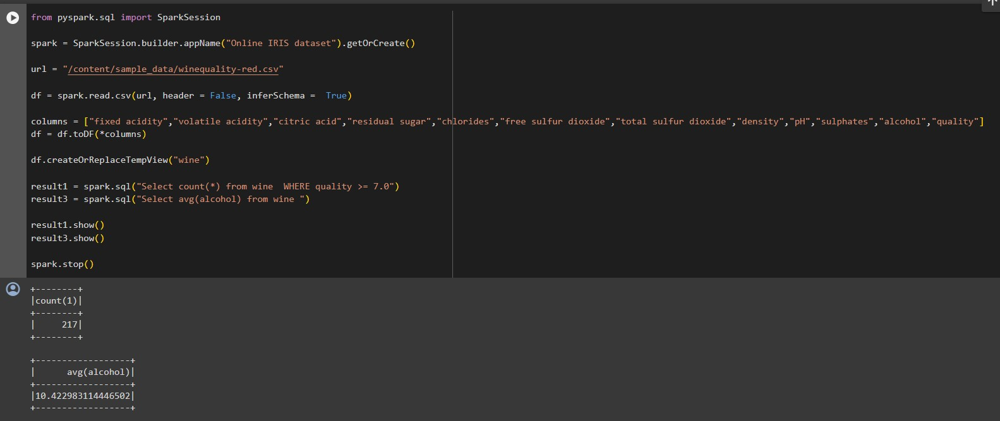 from pyspark.sql import SparkSession
spark = SparkSession.builder.appName("Online IRIS dataset").getOrCreate()
url = "/content/sample_data/winequality-red.csv"
df = spark.read.csv(url, header = False, inferSchema =  True)
columns = ["fixed acidity","volatile acidity","citric acid","residual sugar","chlorides","free sulfur dioxide","total sulfur dioxide","density","pH","sulphates","alcohol","quality"]
df = df.toDF(*columns)
df.createOrReplaceTempView("wine")
result1 = spark.sql("Select count(*) from wine  WHERE quality >= 7.0")
result3 = spark.sql("Select avg(alcohol) from wine ")
result1.show()
result3.show()
spark.stop()
+--------+
|count(1)|
+--------+
|     217|
+--------+
+------------------+
|      avg(alcohol)|
+------------------+
|10.422983114446502|
+------------------+